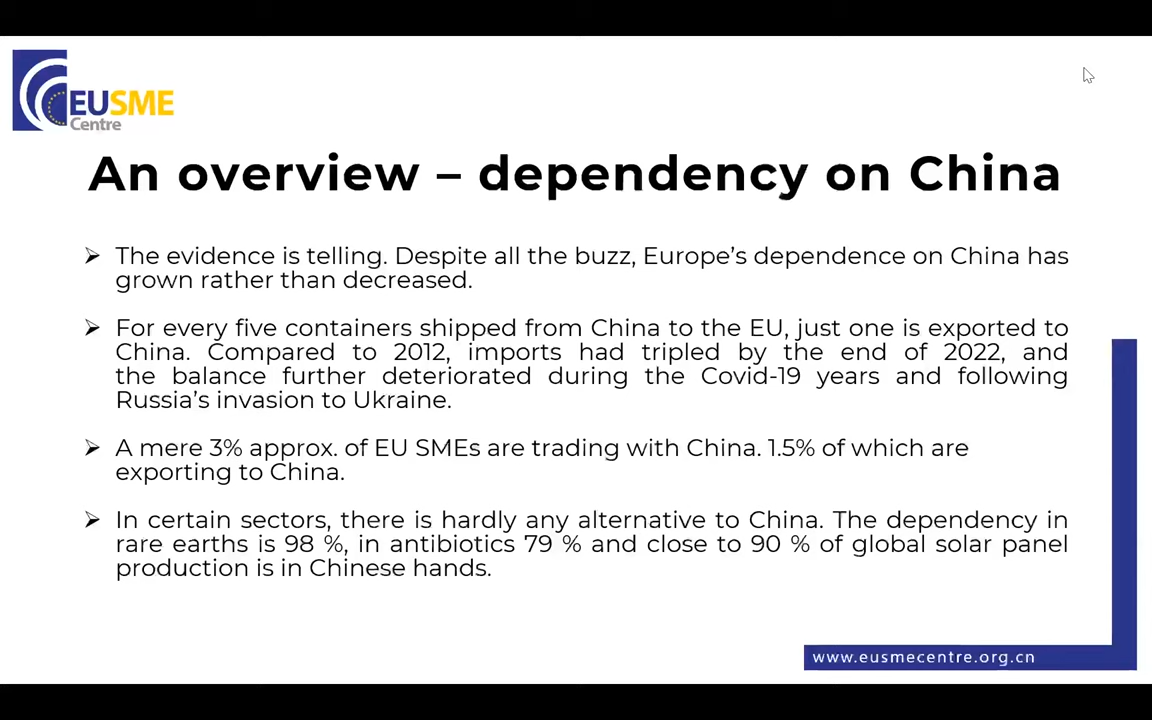 EUSME
Centre
An overview – dependency on China
➢ The evidence is telling. Despite all the buzz, Europe’s dependence on China has
grown rather than decreased.
➢ For every five containers shipped from China to the EU, just one is exported to
China. Compared to 2012, imports had tripled by the end of 2022, and
the balance further deteriorated during the Covid-19 years and following
Russia’s invasion to Ukraine.
➢ A mere 3% approx. of EU SMEs are trading with China. 1.5% of which are
exporting to China.
➢ In certain sectors, there is hardly any alternative to China. The dependency in
rare earths is 98 %, in antibiotics 79 % and close to 90 % of global solar panel
production is in Chinese hands.
www.eusmecentre.org.cn